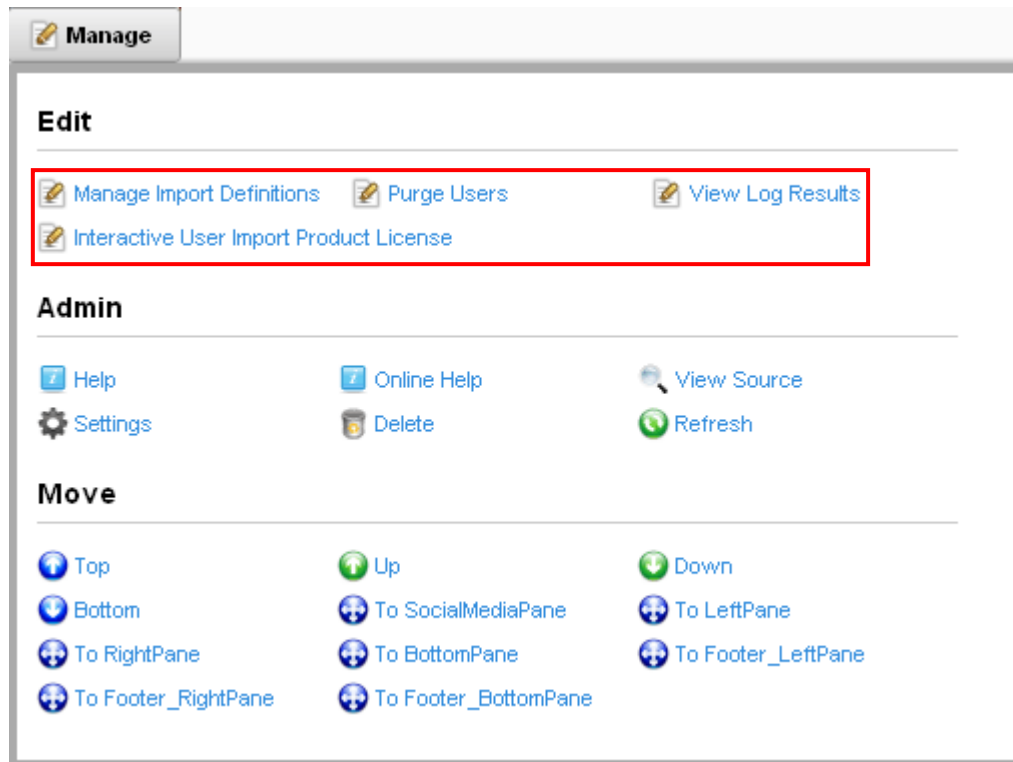 Manage
Edit
Manage Import Definitions Purge Users View Log Results
Interactive User Import Product License
Admin
Help Online Help View Source
Settings Delete Refresh
Move
Top Up Down
Bottom To SocialMediaPane To LeftPane
To RightPane To BottomPane To Footer_LeftPane
To Footer_RightPane To Footer_BottomPane